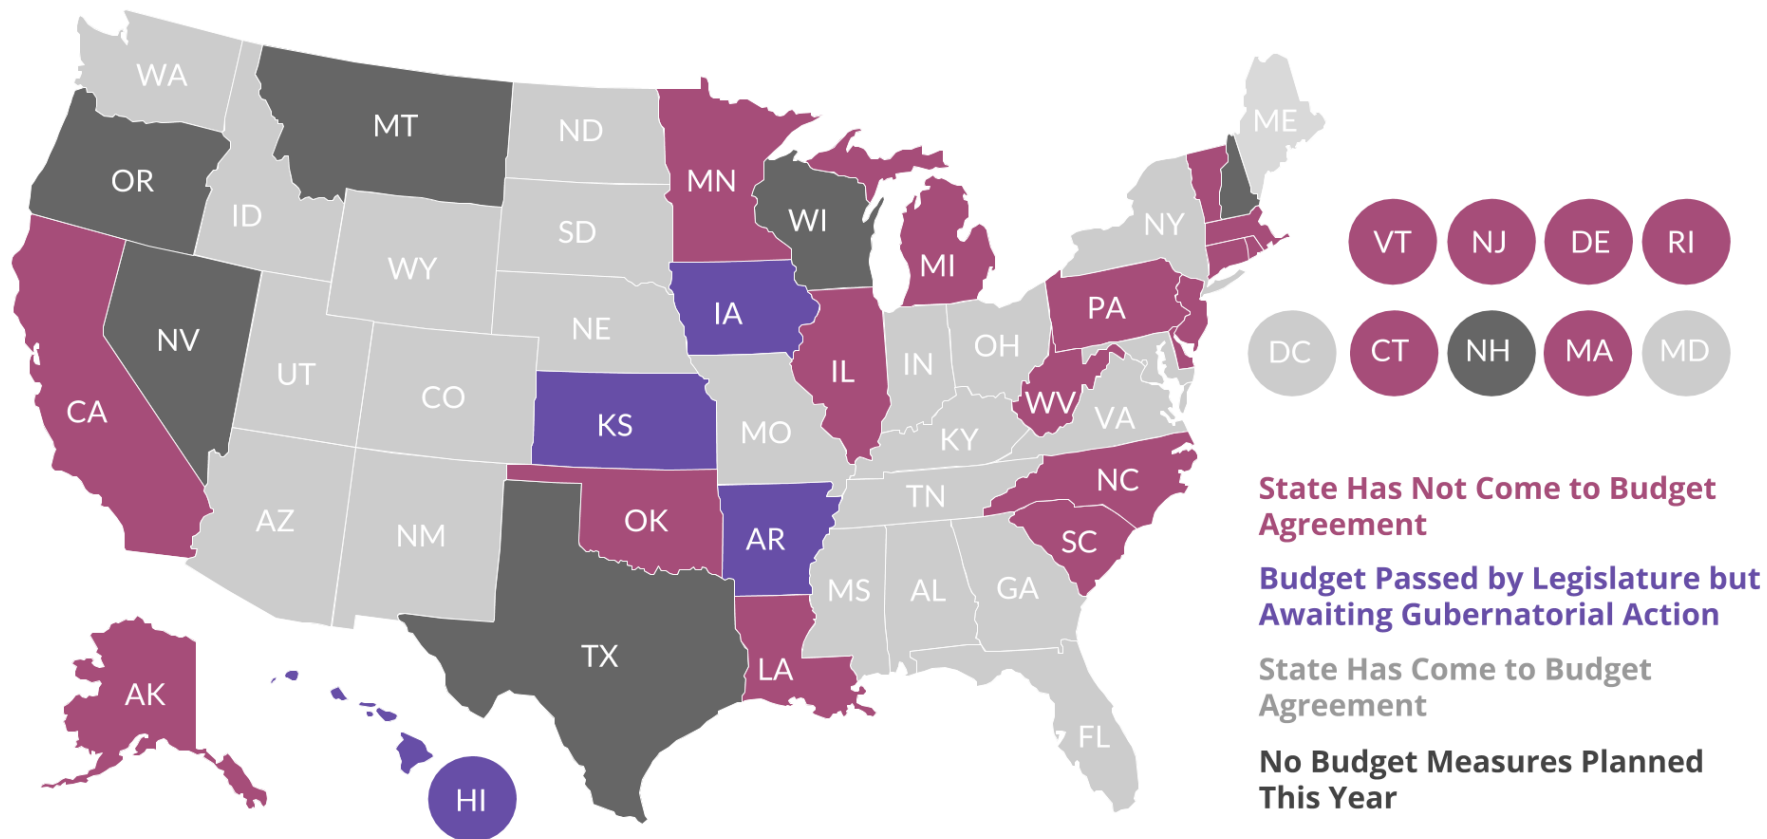 WA
MT
ND
MN
ME
OR
ID
SD
WI
MI
NY
VT
NJ
DE
RI
WY
NV
NE
IA
PA
DC
CT
NH
MA
MD
UT
CO
IL
IN
OH
CA
KS
MO
KY
WV
VA
AZ
NM
OK
AR
TN
NC
SC
MS
AL
GA
TX
LA
AK
FL
HI
State Has Not Come to Budget
Agreement
Budget Passed by Legislature but
Awaiting Gubernatorial Action
State Has Come to Budget
Agreement
No Budget Measures Planned
This Year